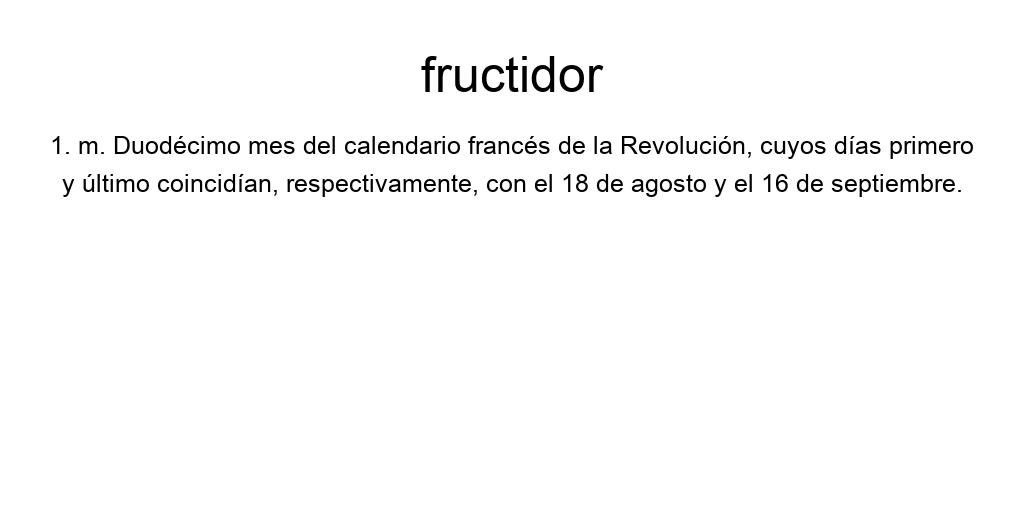 fructidor
1. m. Duodécimo mes del calendario francés de la Revolución, cuyos días primero
y último coincidían, respectivamente, con el 18 de agosto y el 16 de septiembre.